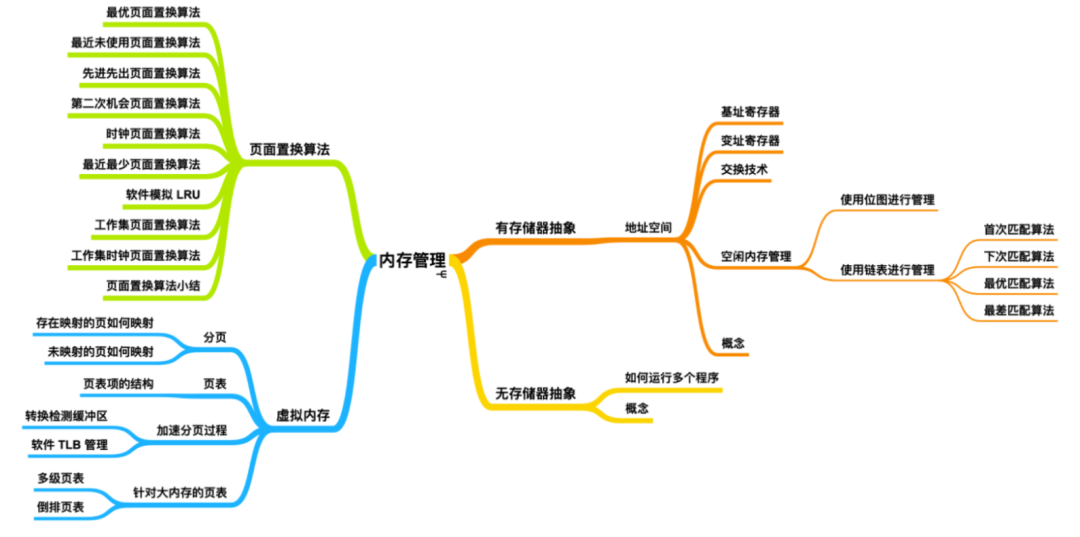 内存管理
页面置换算法
最优页面置换算法
最近未使用页面置换算法
先进先出页面置换算法
第二次机会页面置换算法
时钟页面置换算法
最近最少页面置换算法
软件模拟 LRU
工作集页面置换算法
工作集时钟页面置换算法
页面置换算法小结
虚拟内存
分页
存在映射的页如何映射
未映射的页如何映射
页表
页表项的结构
加速分页过程
转换检测缓冲区
软件 TLB 管理
针对大内存的页表
多级页表
倒排页表
有存储器抽象
地址空间
基址寄存器
变址寄存器
交换技术
空闲内存管理
使用位图进行管理
使用链表进行管理
首次匹配算法
下次匹配算法
最优匹配算法
最差匹配算法
概念
无存储器抽象
如何运行多个程序
概念